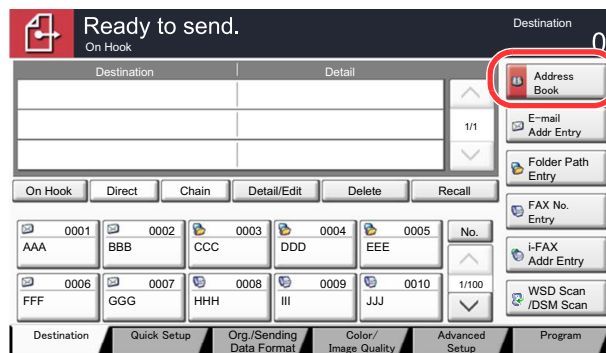 Ready to send.
On Hook
Destination
0
Destination Detail
1/1
Address
Book
E-mail
Addr Entry
Folder Path
Entry
FAX No.
Entry
i-FAX
Addr Entry
WSD Scan
/DSM Scan
On Hook Direct Chain Detail/Edit Delete Recall
0001 0002 0003 0004 0005 No.
AAA BBB CCC DDD EEE
0006 0007 0008 0009 0010 1/100
FFF GGG HHH III JJJ
Destination Quick Setup Org./Sending
Data Format Color/
Image Quality Advanced
Setup Program